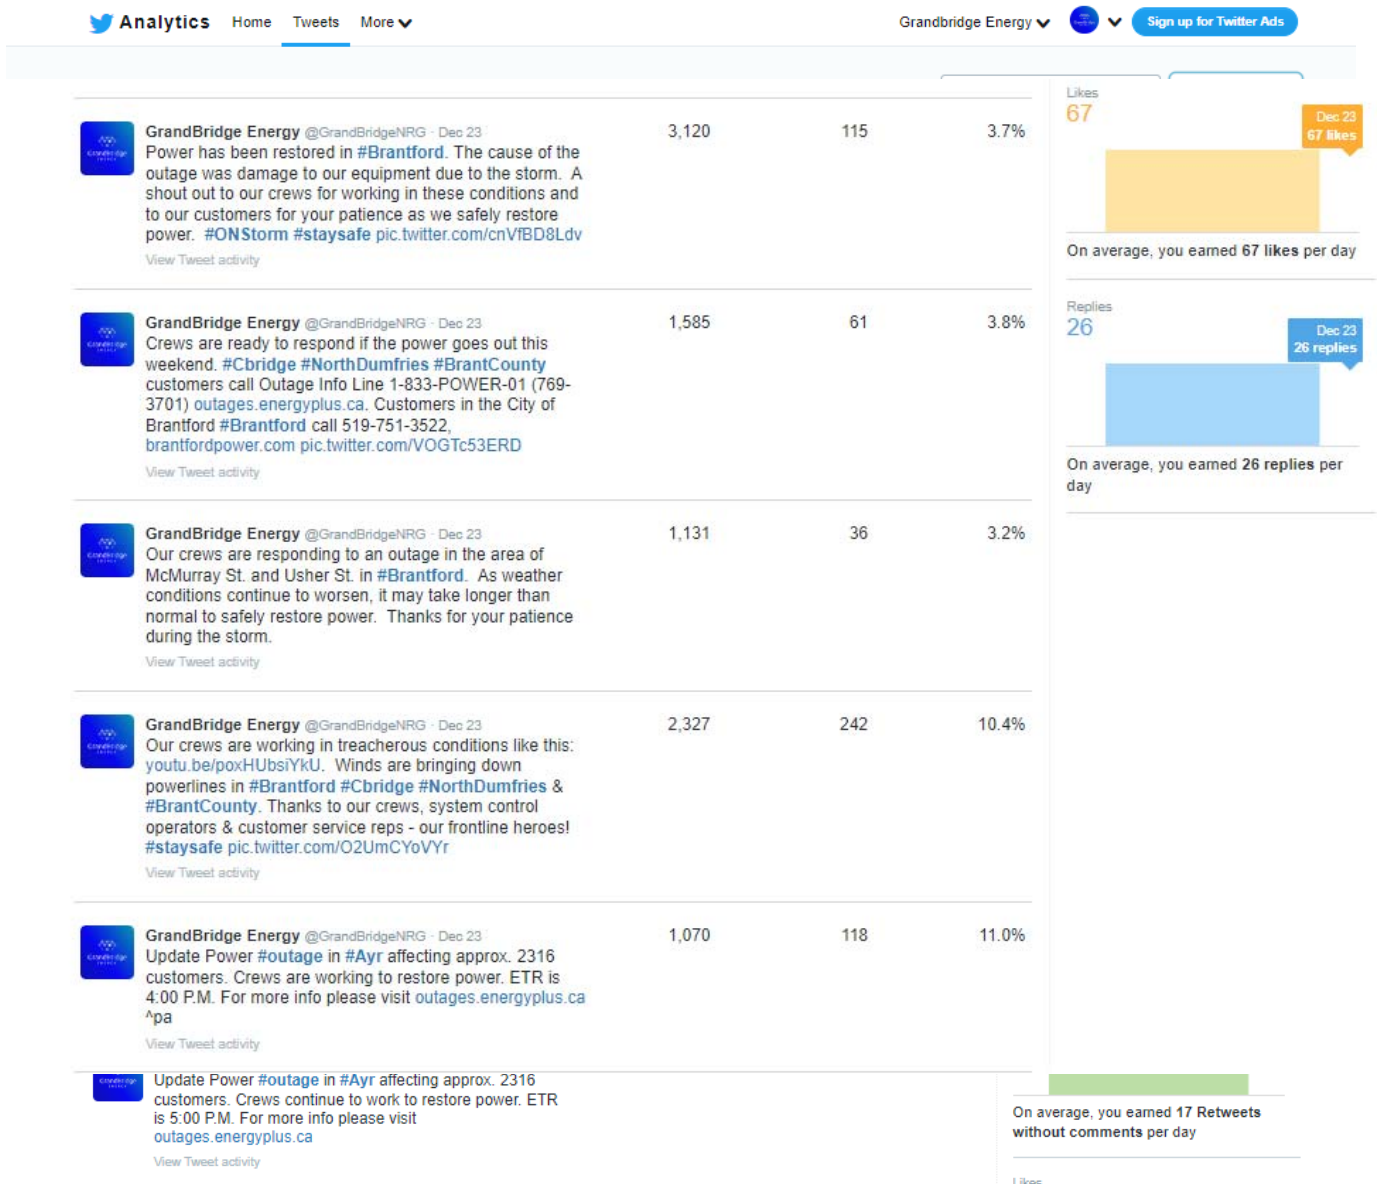 Analytics Home Tweets More Grandbridge Energy Sign up for Twitter Ads
GrandBridge Energy @GrandBridgeNRG · Dec 23 3,120 115 3.7%
Power has been restored in #Brantford. The cause of the
outage was damage to our equipment due to the storm. A
shout out to our crews for working in these conditions and
to our customers for your patience as we safely restore
power. #ONStorm #staysafe pic.twitter.com/cnVfBD8Ldv
View Tweet activity
GrandBridge Energy @GrandBridgeNRG · Dec 23 1,585 61 3.8%
Crews are ready to respond if the power goes out this
weekend. #Cbridge #NorthDumfries #BrantCounty
customers call Outage Info Line 1-833-POWER-01 (769-
3701) outages.energyplus.ca. Customers in the City of
Brantford #Brantford call 519-751-3522,
brantfordpower.com pic.twitter.com/VOGTc53ERD
View Tweet activity
GrandBridge Energy @GrandBridgeNRG · Dec 23 1,131 36 3.2%
Our crews are responding to an outage in the area of
McMurray St. and Usher St. in #Brantford. As weather
conditions continue to worsen, it may take longer than
normal to safely restore power. Thanks for your patience
during the storm.
View Tweet activity
GrandBridge Energy @GrandBridgeNRG · Dec 23 2,327 242 10.4%
Our crews are working in treacherous conditions like this:
youtu.be/poxHUbsiYkU. Winds are bringing down
powerlines in #Brantford #Cbridge #NorthDumfries &
#BrantCounty. Thanks to our crews, system control
operators & customer service reps - our frontline heroes!
#staysafe pic.twitter.com/O2UmCYoVYr
View Tweet activity
GrandBridge Energy @GrandBridgeNRG · Dec 23 1,070 118 11.0%
Update Power #outage in #Ayr affecting approx. 2316
customers. Crews are working to restore power. ETR is
4:00 P.M. For more info please visit outages.energyplus.ca
^pa
View Tweet activity
Update Power #outage in #Ayr affecting approx. 2316
customers. Crews continue to work to restore power. ETR
is 5:00 P.M. For more info please visit
outages.energyplus.ca
View Tweet activity
Likes
67
Dec 23
67 likes
On average, you earned 67 likes per day
Replies
26
Dec 23
26 replies
On average, you earned 26 replies per
day
On average, you earned 17 Retweets
without comments per day
Likes